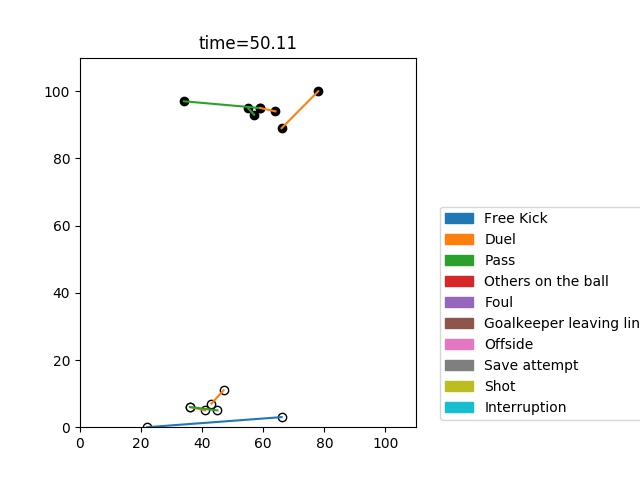 time=50.11
100
80
60
40
20
0
0 20 40 60 80 100
Free Kick
Duel
Pass
Others on the ball
Foul
Goalkeeper leaving lin
Offside
Save attempt
Shot
Interruption